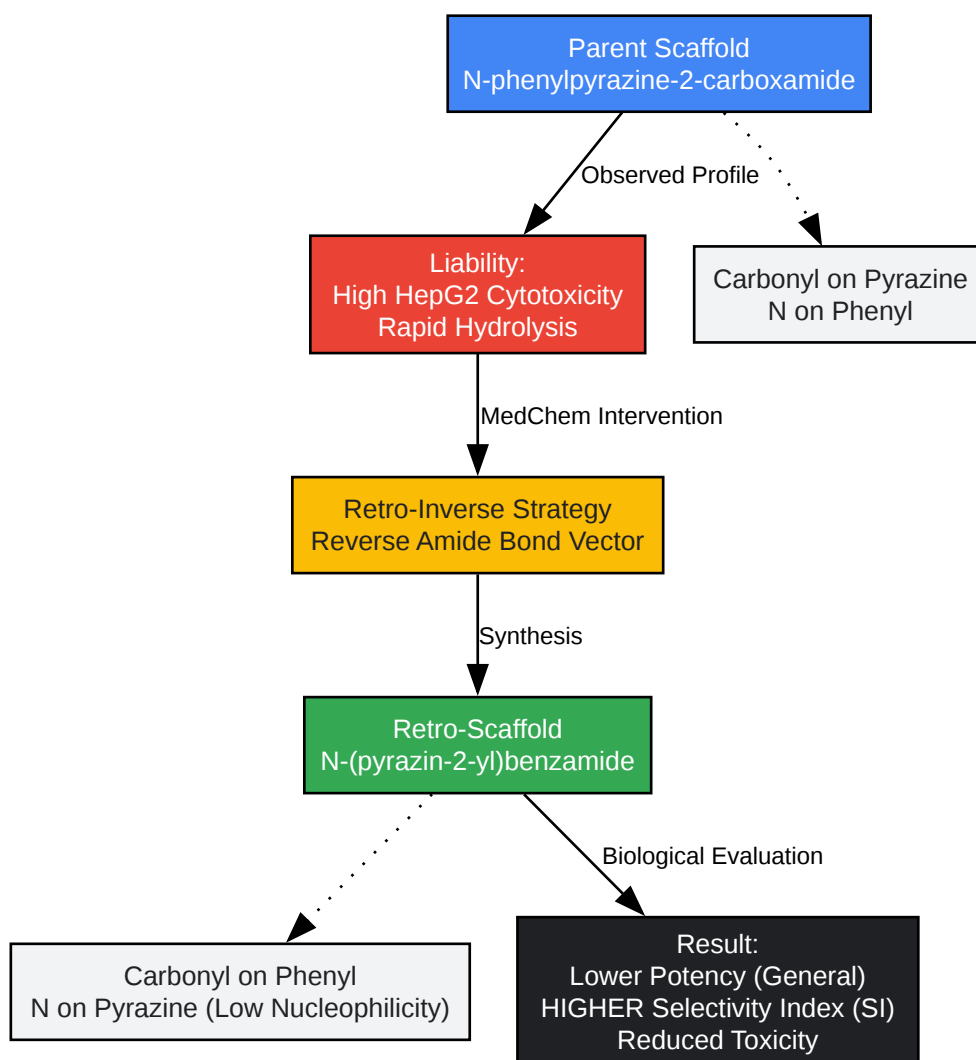 Parent Scaffold
N-phenylpyrazine-2-carboxamide
Observed Profile
Liability:
High HepG2 Cytotoxicity
Rapid Hydrolysis
Carbonyl on Pyrazine
N on Phenyl
MedChem Intervention
Retro-Inverse Strategy
Reverse Amide Bond Vector
Synthesis
Retro-Scaffold
N-(pyrazin-2-yl)benzamide
Biological Evaluation
Carbonyl on Phenyl
N on Pyrazine (Low Nucleophilicity)
Result:
Lower Potency (General)
HIGHER Selectivity Index (SI)
Reduced Toxicity